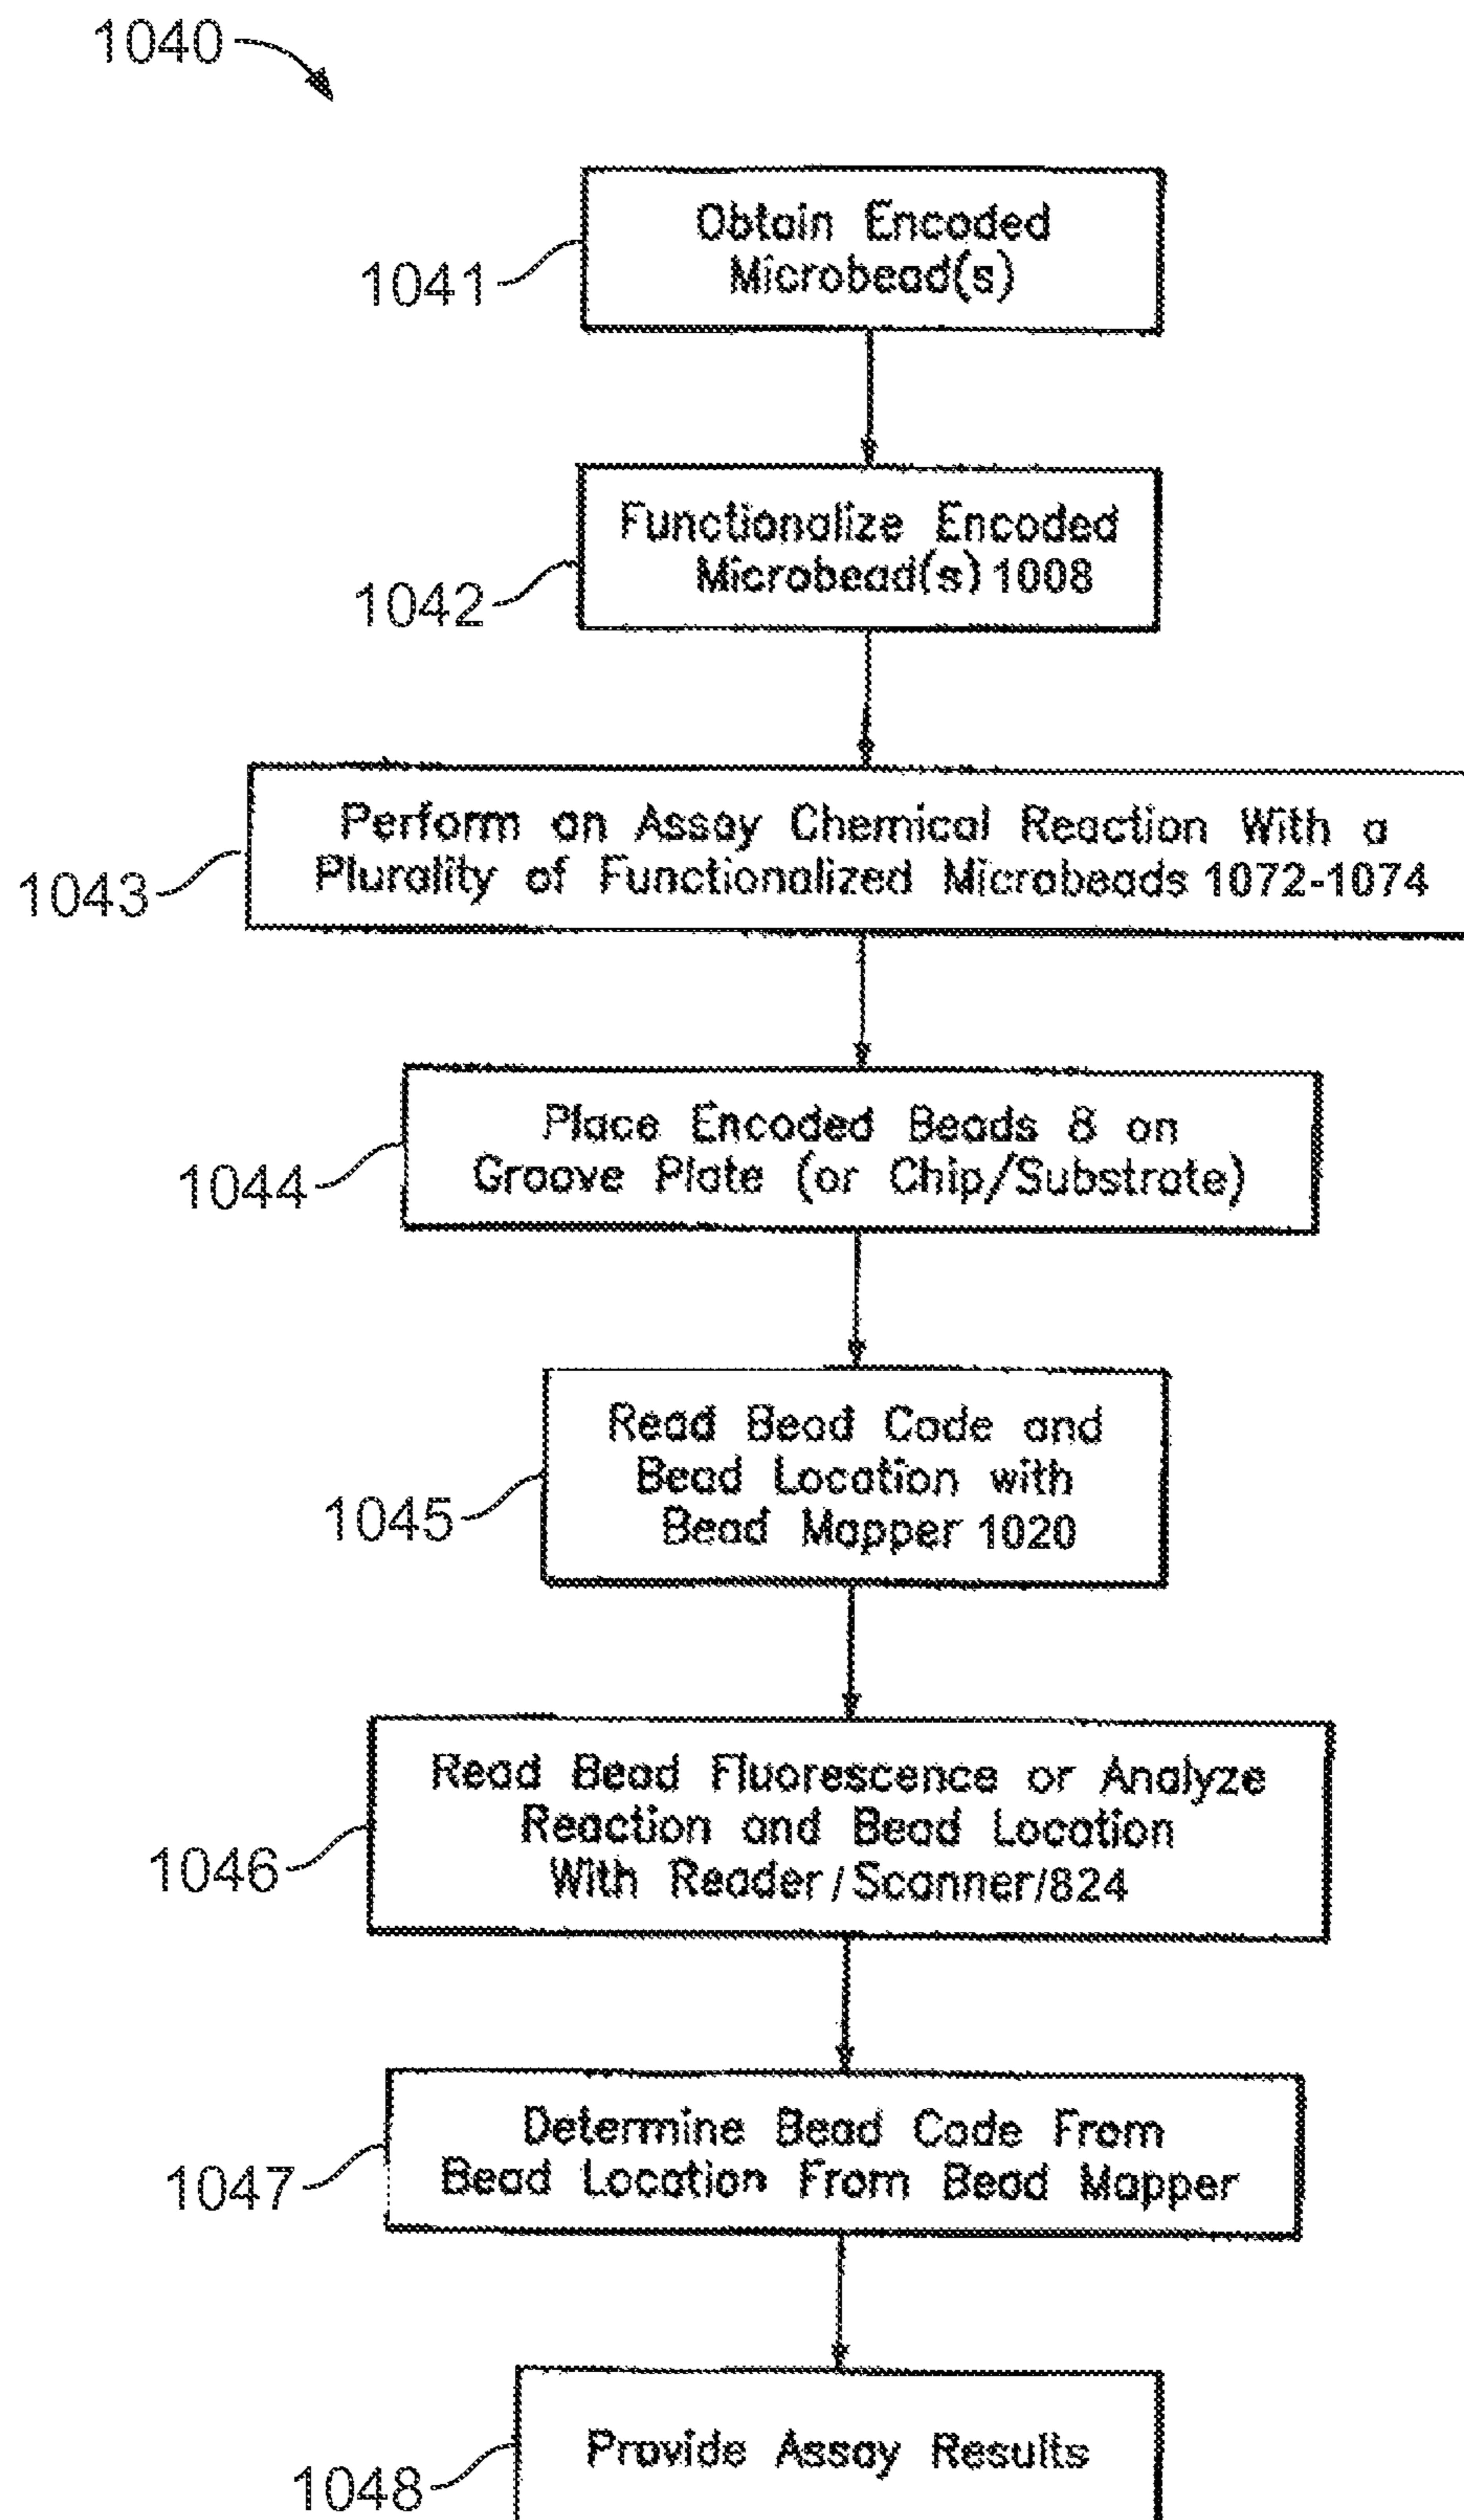 1040
Obtain Encoded
Microbead(s)
1041
Functionalize Encoded
Microbead(s) 1008
1042
Perform an Assay Chemical Reaction With a
Plurality of Functionalized Microbeads 1072-1074
1043
Place Encoded Beads 8 on
Groove Plate (or Chip/Substrate)
1044
Read Bead Code and
Bead Location with
Bead Mapper 1020
1045
Read Bead Fluorescence or Analyze
Reaction and Bead Location
With Reader/Scanner/824
1046
Determine Bead Code From
Bead Location From Bead Mapper
1047
Provide Assay Results
1048